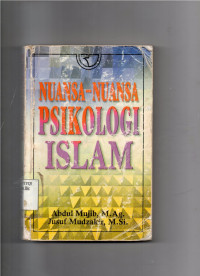 NUANSA-NUANSA
PSIKOLOGI
ISLAM
Abdul Mujib, M.Ag.
Jusuf Mudzakir, M.Si.